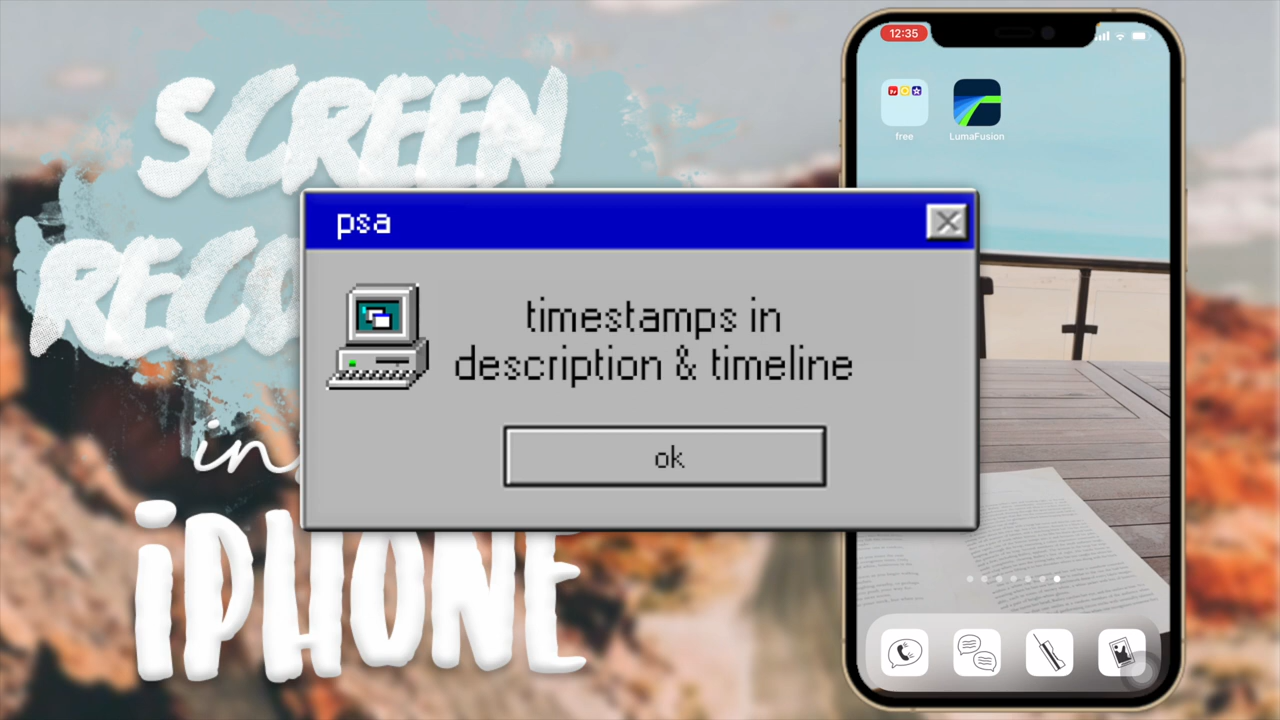 SCREEN
RECO
in
iPHONE
psa
timestamps in
description & timeline
ok
12:35
free
LumaFusion